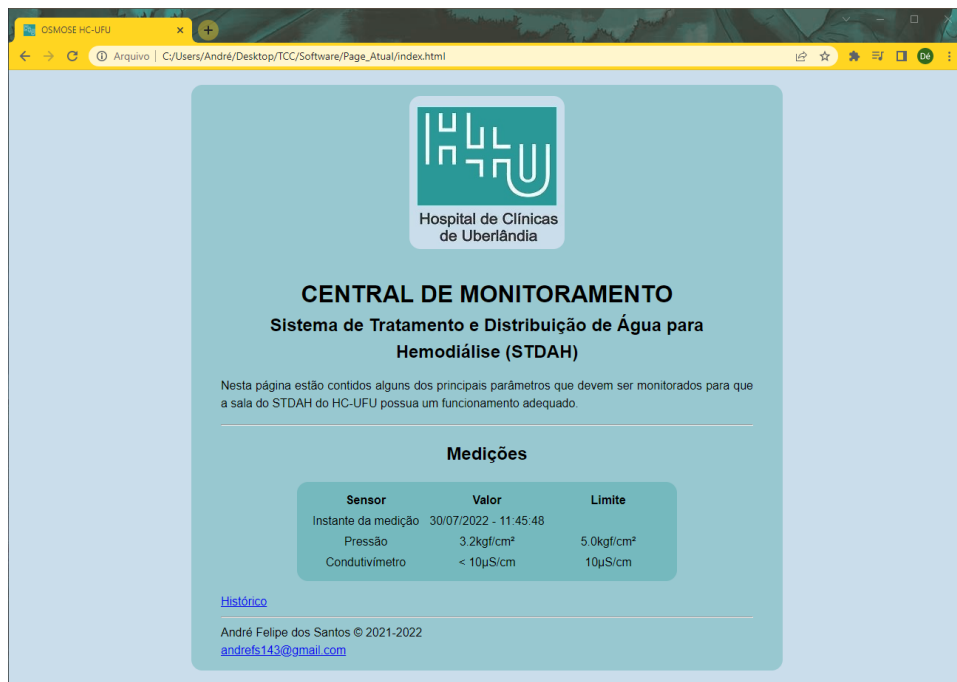 OSMOSE HC-UFU
Arquivo | C:/Users/André/Desktop/TCC/Software/Page_Atual/index.html
Dé
Hospital de Clínicas
de Uberlândia
CENTRAL DE MONITORAMENTO
Sistema de Tratamento e Distribuição de Água para
Hemodiálise (STDAH)
Nesta página estão contidos alguns dos principais parâmetros que devem ser monitorados para que
a sala do STDAH do HC-UFU possua um funcionamento adequado.
Medições
Sensor Valor Limite
Instante da medição 30/07/2022 - 11:45:48
Pressão 3.2kgf/cm² 5.0kgf/cm²
Condutivímetro < 10µS/cm 10µS/cm
Histórico
André Felipe dos Santos © 2021-2022
andrefs143@gmail.com